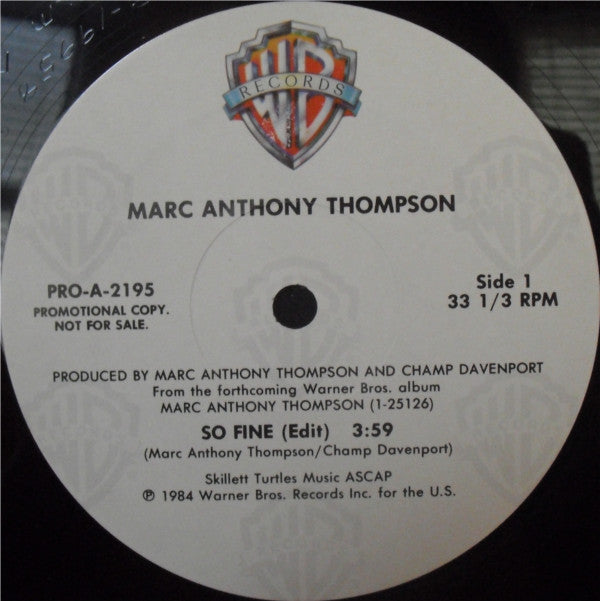 WB
RECORDS
MARC ANTHONY THOMPSON
PRO-A-2195
PROMOTIONAL COPY.
NOT FOR SALE.
Side 1
33 1/3 RPM
PRODUCED BY MARC ANTHONY THOMPSON AND CHAMP DAVENPORT
From the forthcoming Warner Bros. album
MARC ANTHONY THOMPSON (1-25126)
SO FINE (Edit) 3:59
(Marc Anthony Thompson/Champ Davenport)
Skillett Turtles Music ASCAP
℗ 1984 Warner Bros. Records Inc. for the U.S.